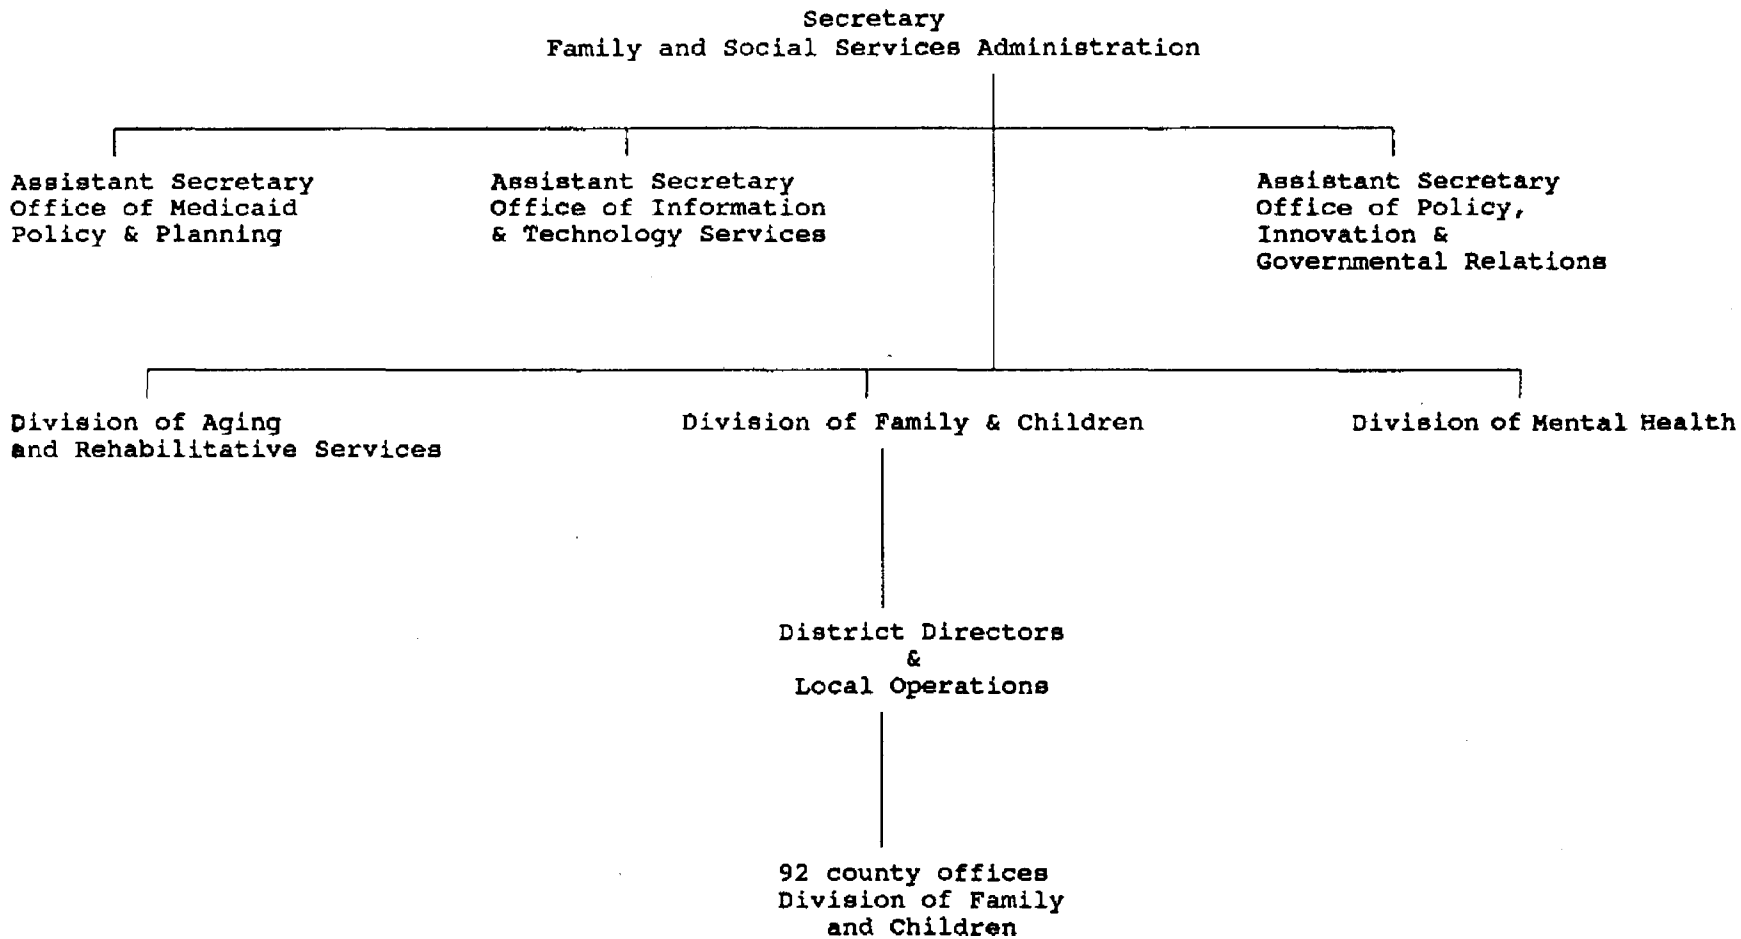 Secretary
Family and Social Services Administration
Assistant Secretary
Office of Medicaid
Policy & Planning
Assistant Secretary
Office of Information
& Technology Services
Assistant Secretary
Office of Policy,
Innovation &
Governmental Relations
Division of Aging
and Rehabilitative Services
Division of Family & Children
Division of Mental Health
District Directors
&
Local Operations
92 county offices
Division of Family
and Children